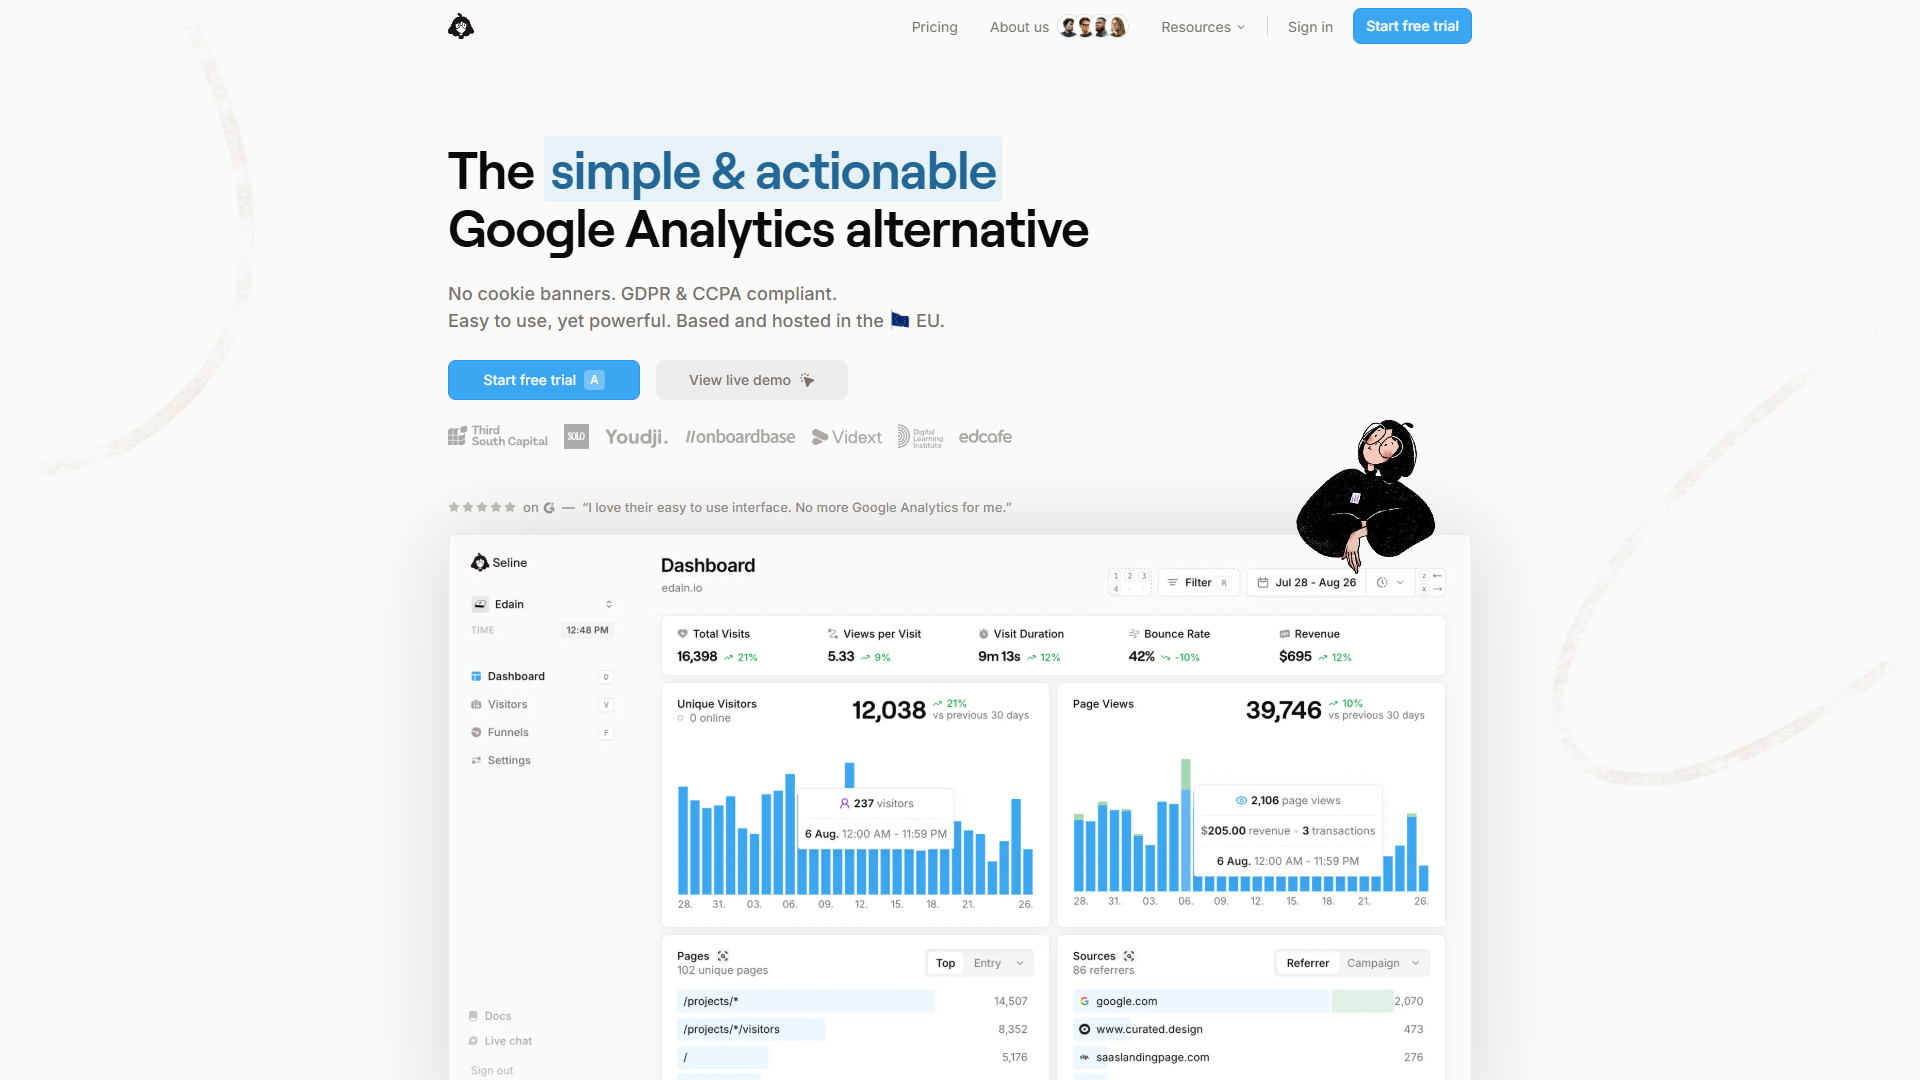 Pricing About us Resources Sign in Start free trial
The simple & actionable
Google Analytics alternative
No cookie banners. GDPR & CCPA compliant.
Easy to use, yet powerful. Based and hosted in the EU.
Start free trial A View live demo
Third South Capital SOLO Youdji. //onboardbase Vidext Digital Learning Institute edcafe
on G — “I love their easy to use interface. No more Google Analytics for me.”
Seline
Edain
TIME 12:48 PM
Dashboard D
Visitors V
Funnels F
Settings
Docs
Live chat
Sign out
Dashboard
edain.io
1 2 3 4
Filter R
Jul 28 - Aug 26
Z ← X →
Total Visits Views per Visit Visit Duration Bounce Rate Revenue
16,398 21% 5.33 9% 9m 13s 12% 42% -10% $695 12%
Unique Visitors
0 online
12,038 21%
vs previous 30 days
237 visitors
6 Aug. 12:00 AM - 11:59 PM
28. 31. 03. 06. 09. 12. 15. 18. 21. 26.
Page Views
39,746 10%
vs previous 30 days
2,106 page views
$205.00 revenue • 3 transactions
6 Aug. 12:00 AM - 11:59 PM
28. 31. 03. 06. 09. 12. 15. 18. 21. 26.
Pages
102 unique pages
Top Entry
/projects/* 14,507
/projects/*/visitors 8,352
/ 5,176
Sources
86 referrers
Referrer Campaign
google.com 2,070
www.curated.design 473
saaslandingpage.com 276